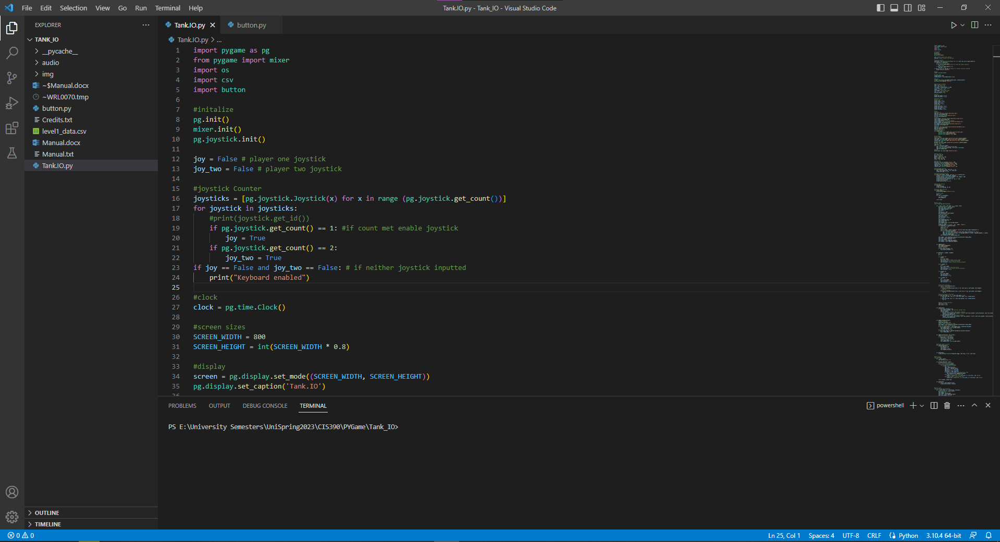 File Edit Selection View Go Run Terminal Help
Tank.IO.py - Tank_IO - Visual Studio Code
EXPLORER
TANK_IO
__pycache__
audio
img
~$Manual.docx
~WRL0070.tmp
button.py
Credits.txt
level1_data.csv
Manual.docx
Manual.txt
Tank.IO.py
OUTLINE
TIMELINE
Tank.IO.py button.py
Tank.IO.py > ...
1 import pygame as pg
2 from pygame import mixer
3 import os
4 import csv
5 import button
6
7 #initalize
8 pg.init()
9 mixer.init()
10 pg.joystick.init()
11
12 joy = False # player one joystick
13 joy_two = False # player two joystick
14
15 #joystick Counter
16 joysticks = [pg.joystick.Joystick(x) for x in range (pg.joystick.get_count())]
17 for joystick in joysticks:
18 #print(joystick.get_id())
19 if pg.joystick.get_count() == 1: #if count met enable joystick
20 joy = True
21 if pg.joystick.get_count() == 2:
22 joy_two = True
23 if joy == False and joy_two == False: # if neither joystick inputted
24 print("Keyboard enabled")
25
26 #clock
27 clock = pg.time.Clock()
28
29 #screen sizes
30 SCREEN_WIDTH = 800
31 SCREEN_HEIGHT = int(SCREEN_WIDTH * 0.8)
32
33 #display
34 screen = pg.display.set_mode((SCREEN_WIDTH, SCREEN_HEIGHT))
35 pg.display.set_caption('Tank.IO')
36
PROBLEMS OUTPUT DEBUG CONSOLE TERMINAL
powershell
PS E:\University Semesters\UniSpring2023\CIS390\PYGame\Tank_IO>
0 0
Ln 25, Col 1 Spaces: 4 UTF-8 CRLF Python 3.10.4 64-bit